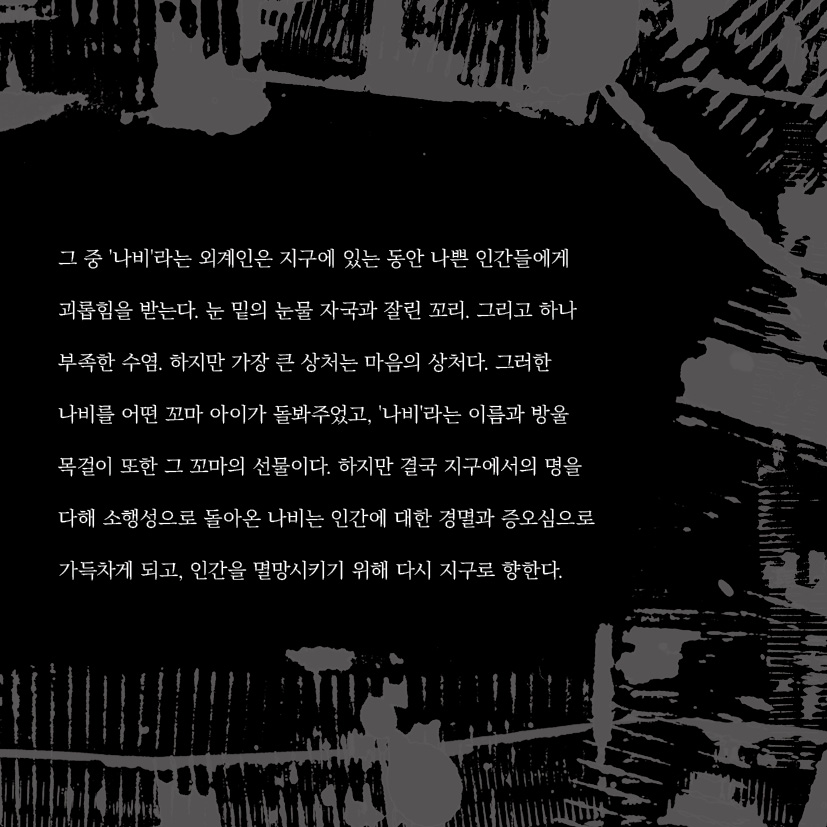 그 중 '나비'라는 외계인은 지구에 있는 동안 나쁜 인간들에게
괴롭힘을 받는다. 눈 밑의 눈물 자국과 잘린 꼬리. 그리고 하나
부족한 수염. 하지만 가장 큰 상처는 마음의 상처다. 그러한
나비를 어떤 꼬마 아이가 돌봐주었고, '나비'라는 이름과 방울
목걸이 또한 그 꼬마의 선물이다. 하지만 결국 지구에서의 명을
다해 소행성으로 돌아온 나비는 인간에 대한 경멸과 증오심으로
가득차게 되고, 인간을 멸망시키기 위해 다시 지구로 향한다.